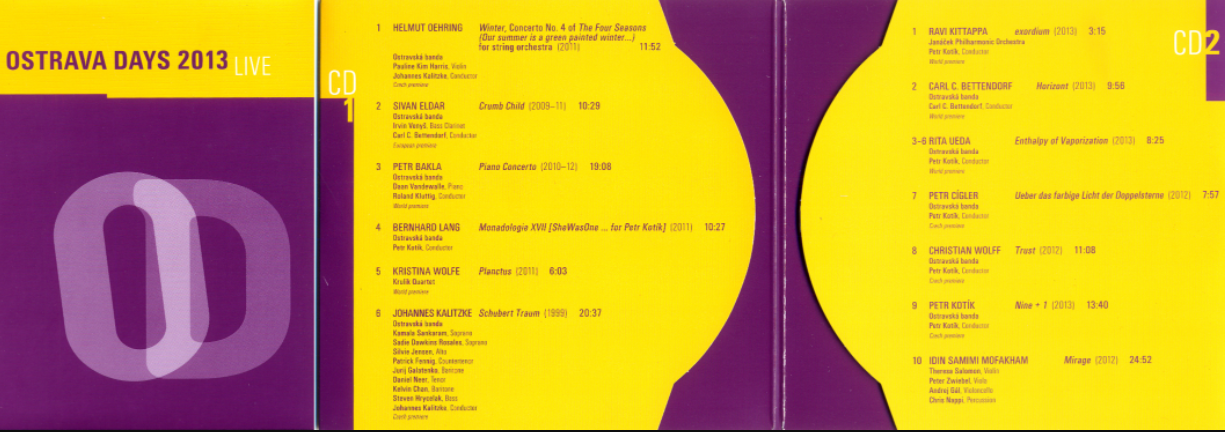 OSTRAVA DAYS 2013 LIVE
CD
1
1 HELMUT OEHRING Winter, Concerto No. 4 of The Four Seasons
(Our summer is a green painted winter...)
for string orchestra (2011) 11:52
Ostravská banda
Pauline Kim Harris, Violin
Johannes Kalitzke, Conductor
Czech premiere
2 SIVAN ELDAR Crumb Child (2009–11) 10:29
Ostravská banda
Irvin Venyš, Bass Clarinet
Carl C. Bettendorf, Conductor
European premiere
3 PETR BAKLA Piano Concerto (2010–12) 19:08
Ostravská banda
Daan Vandewalle, Piano
Roland Kluttig, Conductor
World premiere
4 BERNHARD LANG Monadologie XVII [SheWasOne ... for Petr Kotik] (2011) 10:27
Ostravská banda
Petr Kotík, Conductor
5 KRISTINA WOLFE Planctus (2011) 6:03
Krulik Quartet
World premiere
6 JOHANNES KALITZKE Schubert Traum (1999) 20:37
Ostravská banda
Kamala Sankaram, Soprano
Sadie Dawkins Rosales, Soprano
Silvie Jensen, Alto
Patrick Fennig, Countertenor
Jurij Galatenko, Baritone
Daniel Neer, Tenor
Kelvin Chan, Baritone
Steven Hrycelak, Bass
Johannes Kalitzke, Conductor
Czech premiere
CD2
1 RAVI KITTAPPA exordium (2013) 3:15
Janáček Philharmonic Orchestra
Petr Kotík, Conductor
World premiere
2 CARL C. BETTENDORF Horizont (2013) 9:56
Ostravská banda
Carl C. Bettendorf, Conductor
World premiere
3-6 RITA UEDA Enthalpy of Vaporization (2013) 8:25
Ostravská banda
Petr Kotík, Conductor
World premiere
7 PETR CÍGLER Ueber das farbige Licht der Doppelsterne (2012) 7:57
Ostravská banda
Petr Kotík, Conductor
Czech premiere
8 CHRISTIAN WOLFF Trust (2012) 11:08
Ostravská banda
Petr Kotík, Conductor
Czech premiere
9 PETR KOTÍK Nine + 1 (2013) 13:40
Ostravská banda
Petr Kotík, Conductor
Czech premiere
10 IDIN SAMIMI MOFAKHAM Mirage (2012) 24:52
Theresa Salomon, Violin
Peter Zwiebel, Viola
Andrej Gál, Violoncello
Chris Nappi, Percussion